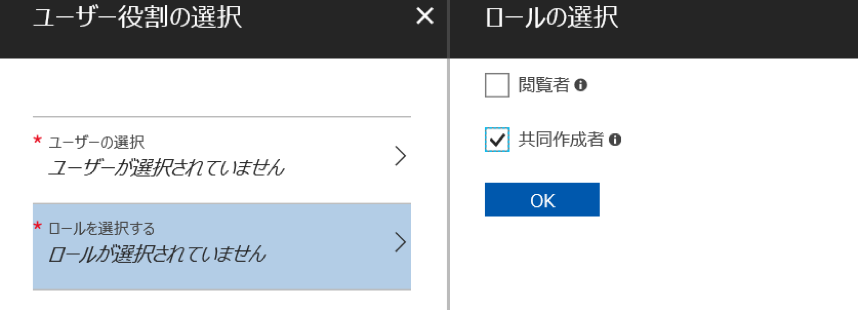 ユーザー役割の選択
* ユーザーの選択
ユーザーが選択されていません
* ロールを選択する
ロールが選択されていません
ロールの選択
閲覧者
共同作成者
OK